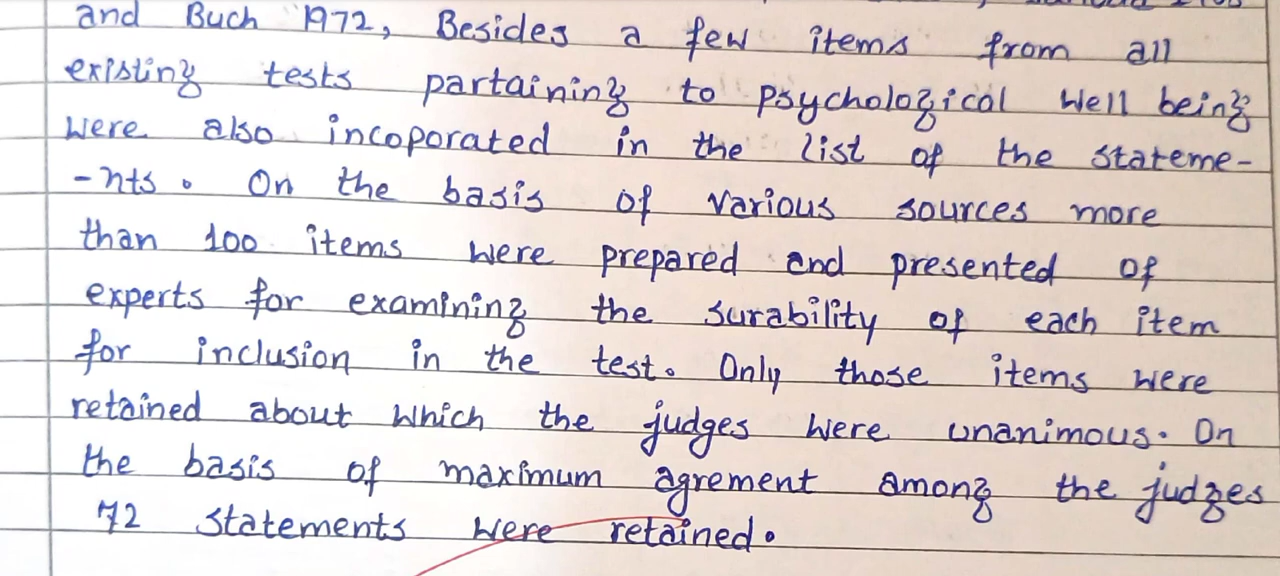 and Buch 1972, Besides a few items from all
existing tests partaining to psychological well being
were also incoporated in the list of the stateme-
-nts. On the basis of various sources more
than 100 items were prepared and presented of
experts for examining the surability of each item
for inclusion in the test. Only those items were
retained about which the judges were unanimous. On
the basis of maximum agrement among the judges
72 statements were retained.